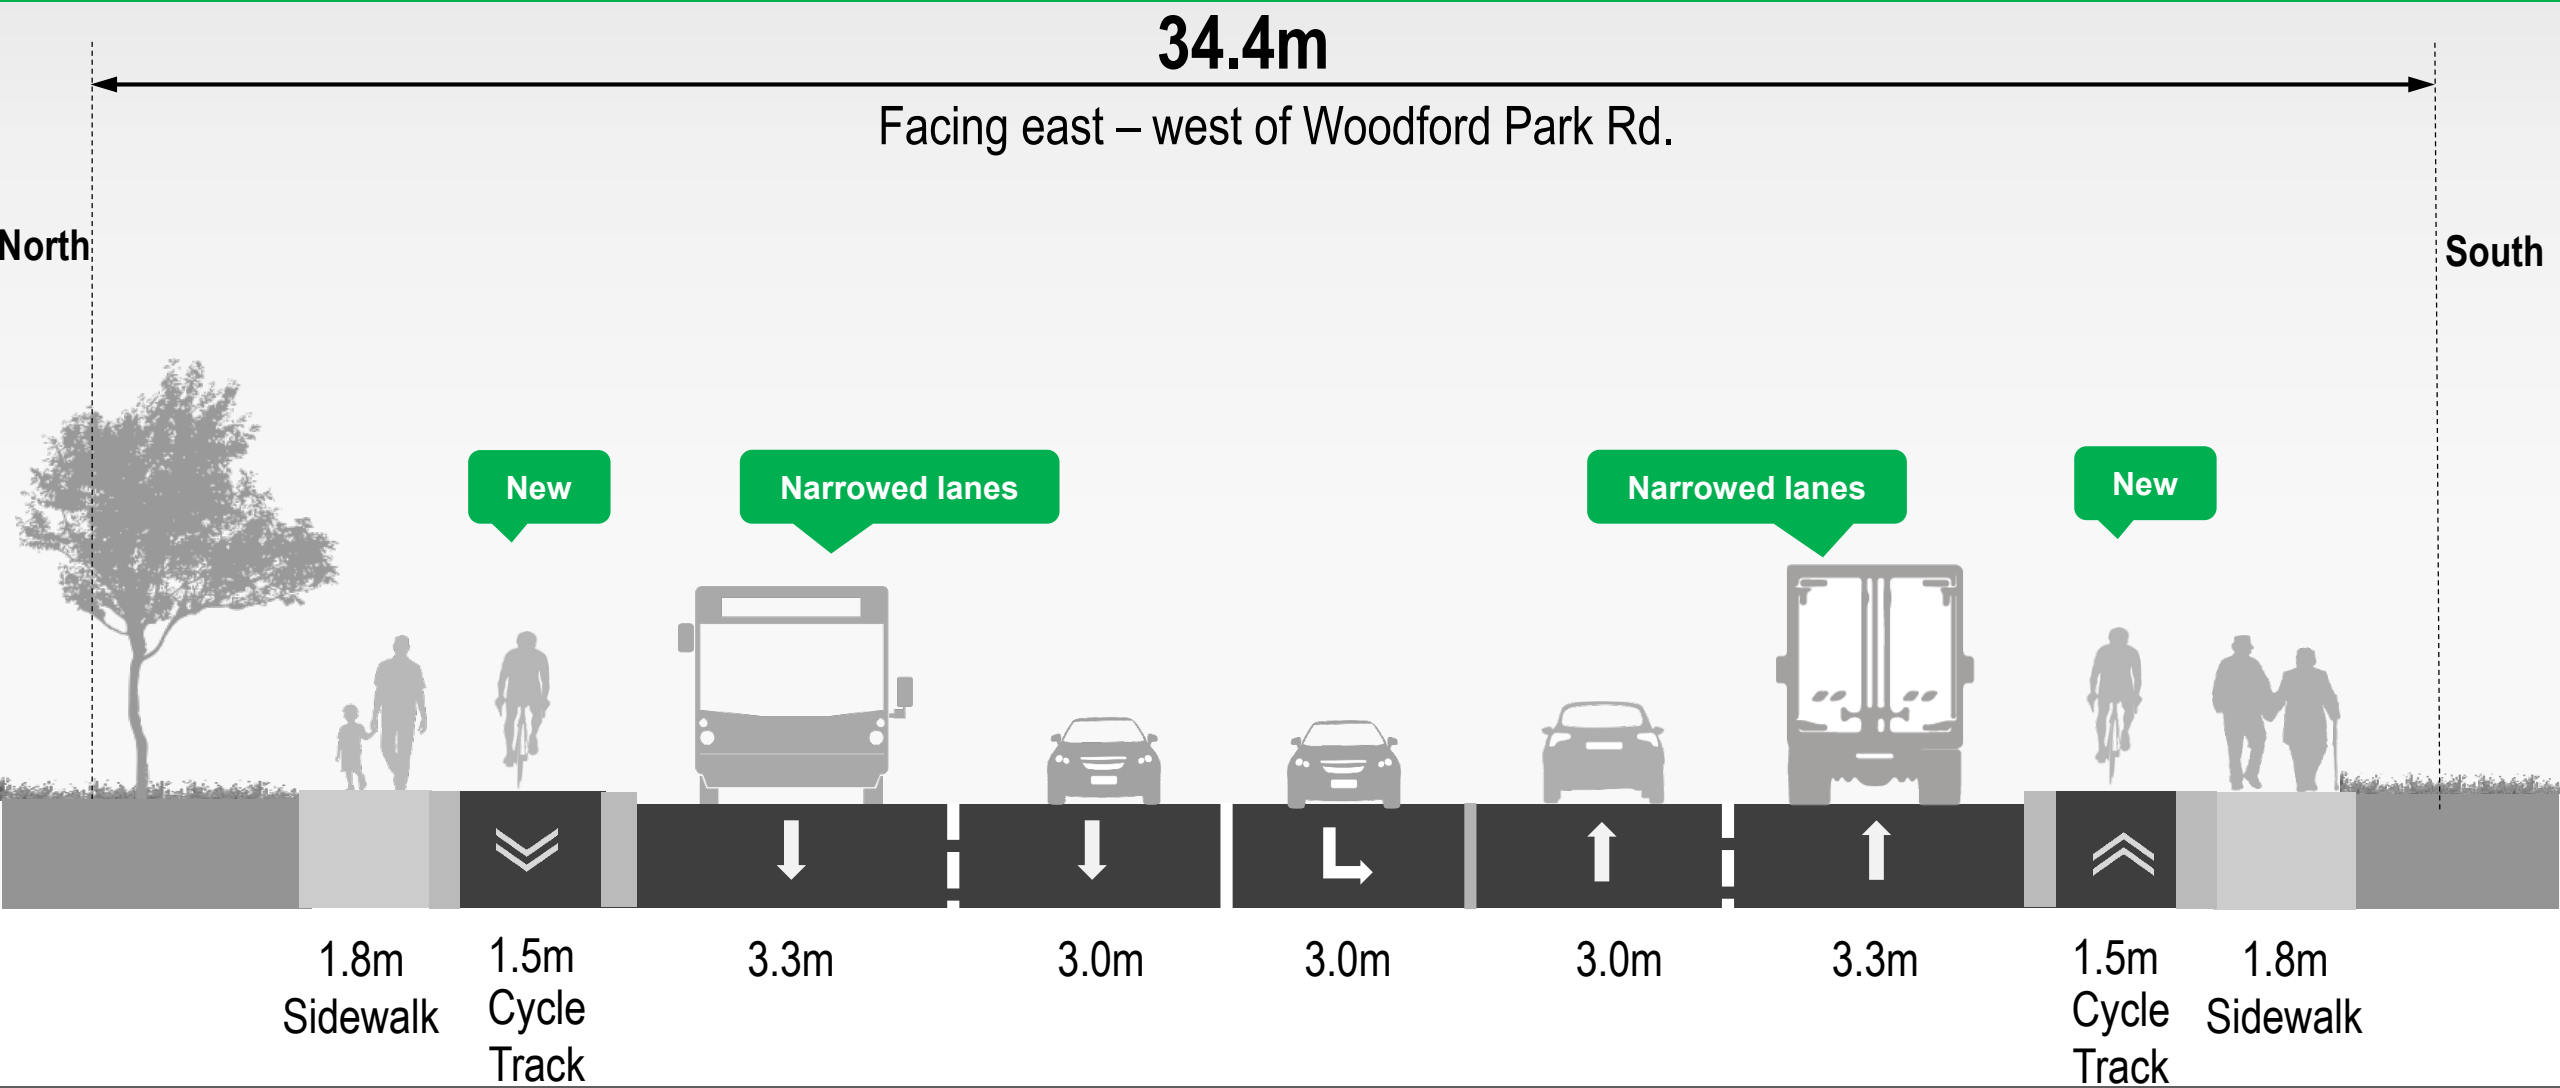 34.4m
Facing east – west of Woodford Park Rd.
North
South
New
Narrowed lanes
Narrowed lanes
New
1.8m
Sidewalk
1.5m
Cycle
Track
3.3m
3.0m
3.0m
3.0m
3.3m
1.5m
Cycle
Track
1.8m
Sidewalk